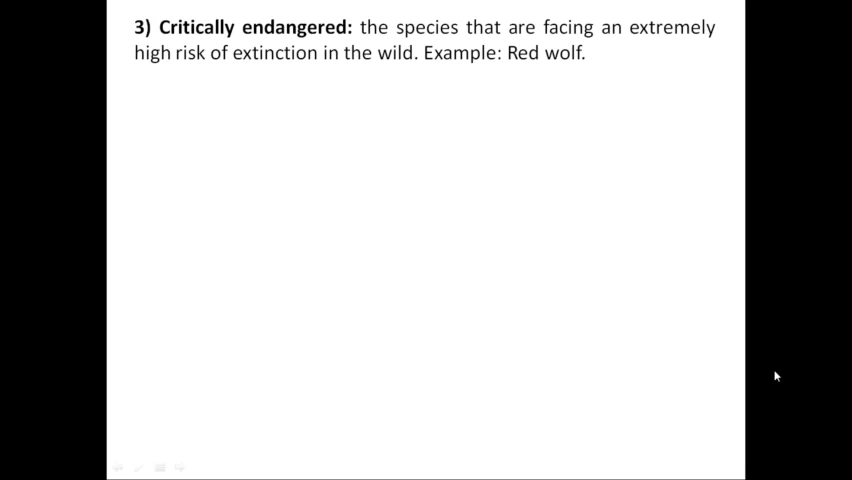 3) Critically endangered: the species that are facing an extremely
high risk of extinction in the wild. Example: Red wolf.